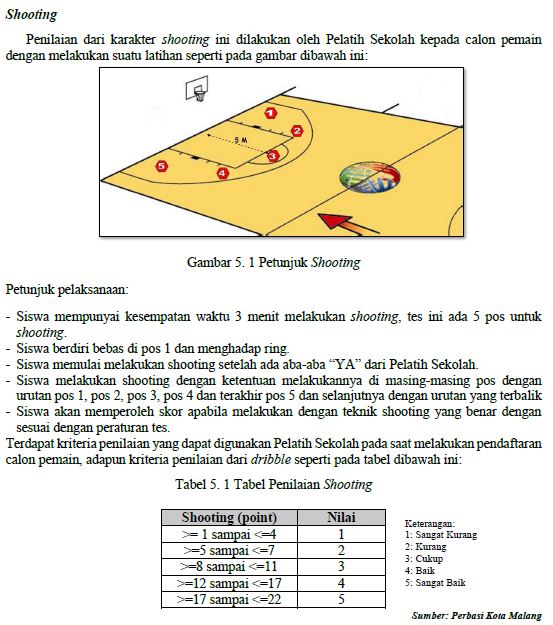 Shooting
Penilaian dari karakter shooting ini dilakukan oleh Pelatih Sekolah kepada calon pemain
dengan melakukan suatu latihan seperti pada gambar dibawah ini:
1
2
5 M
3
5
4
Gambar 5. 1 Petunjuk Shooting
Petunjuk pelaksanaan:
- Siswa mempunyai kesempatan waktu 3 menit melakukan shooting, tes ini ada 5 pos untuk
shooting.
- Siswa berdiri bebas di pos 1 dan menghadap ring.
- Siswa memulai melakukan shooting setelah ada aba-aba “YA” dari Pelatih Sekolah.
- Siswa melakukan shooting dengan ketentuan melakukannya di masing-masing pos dengan
urutan pos 1, pos 2, pos 3, pos 4 dan terakhir pos 5 dan selanjutnya dengan urutan yang terbalik
- Siswa akan memperoleh skor apabila melakukan dengan teknik shooting yang benar dengan
sesuai dengan peraturan tes.
Terdapat kriteria penilaian yang dapat digunakan Pelatih Sekolah pada saat melakukan pendaftaran
calon pemain, adapun kriteria penilaian dari dribble seperti pada tabel dibawah ini:
Tabel 5. 1 Tabel Penilaian Shooting
Shooting (point) Nilai
>= 1 sampai <=4 1
>=5 sampai <=7 2
>=8 sampai <=11 3
>=12 sampai <=17 4
>=17 sampai <=22 5
Keterangan:
1: Sangat Kurang
2: Kurang
3: Cukup
4: Baik
5: Sangat Baik
Sumber: Perbasi Kota Malang